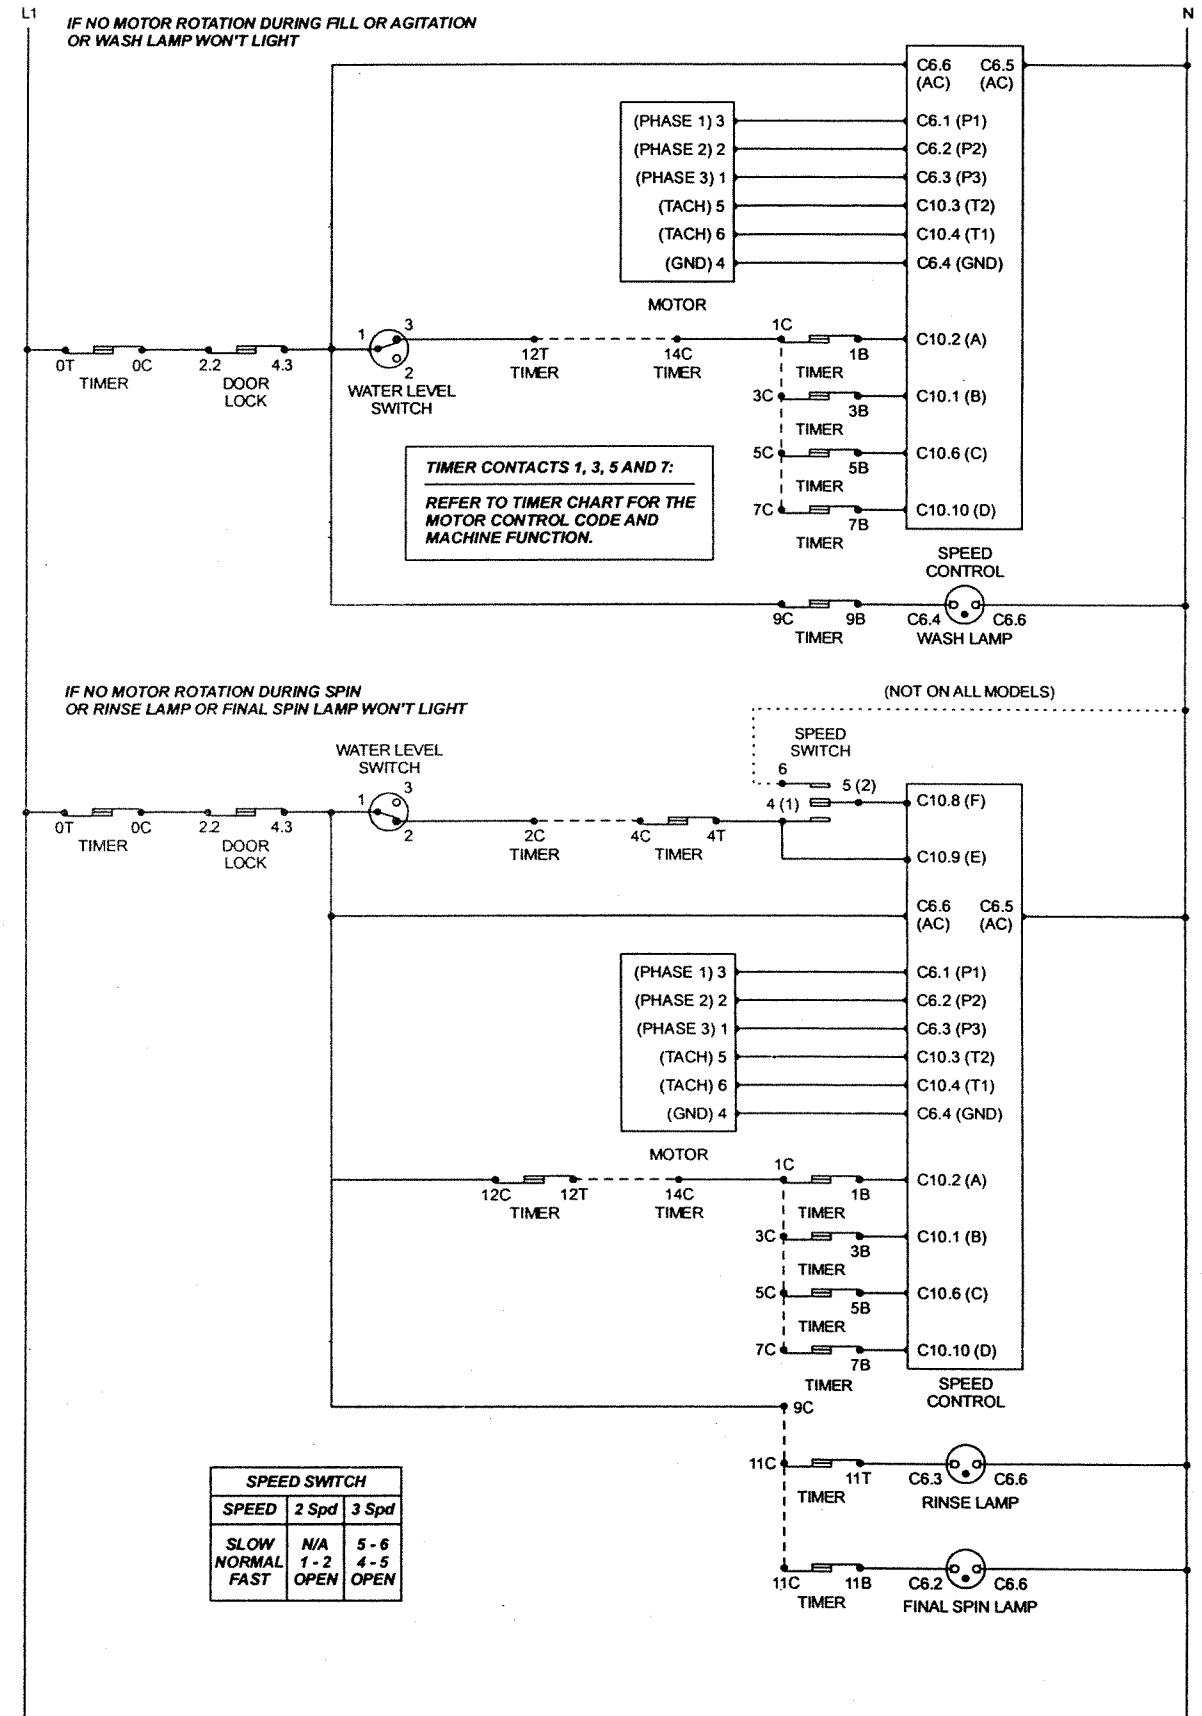 L1
N
IF NO MOTOR ROTATION DURING FILL OR AGITATION
OR WASH LAMP WON'T LIGHT
C6.6 C6.5
(AC) (AC)
(PHASE 1) 3 C6.1 (P1)
(PHASE 2) 2 C6.2 (P2)
(PHASE 3) 1 C6.3 (P3)
(TACH) 5 C10.3 (T2)
(TACH) 6 C10.4 (T1)
(GND) 4 C6.4 (GND)
MOTOR
1 3 1C
C10.2 (A)
0T 0C 2.2 4.3 2 12T 14C 1B
TIMER DOOR TIMER TIMER TIMER
LOCK
WATER LEVEL
SWITCH
3C 3B C10.1 (B)
TIMER
5C 5B C10.6 (C)
TIMER
7C 7B C10.10 (D)
TIMER
TIMER CONTACTS 1, 3, 5 AND 7:
REFER TO TIMER CHART FOR THE
MOTOR CONTROL CODE AND
MACHINE FUNCTION.
SPEED
CONTROL
9C 9B C6.4 C6.6
TIMER WASH LAMP
IF NO MOTOR ROTATION DURING SPIN
OR RINSE LAMP OR FINAL SPIN LAMP WON'T LIGHT
(NOT ON ALL MODELS)
SPEED
SWITCH
WATER LEVEL
SWITCH
6
5 (2)
4 (1) C10.8 (F)
1 3
0T 0C 2.2 4.3 2 2C 4C 4T
TIMER DOOR TIMER TIMER
LOCK
C10.9 (E)
C6.6 C6.5
(AC) (AC)
(PHASE 1) 3 C6.1 (P1)
(PHASE 2) 2 C6.2 (P2)
(PHASE 3) 1 C6.3 (P3)
(TACH) 5 C10.3 (T2)
(TACH) 6 C10.4 (T1)
(GND) 4 C6.4 (GND)
MOTOR
1C
C10.2 (A)
12C 12T 14C 1B
TIMER TIMER TIMER
3C 3B C10.1 (B)
TIMER
5C 5B C10.6 (C)
TIMER
7C 7B C10.10 (D)
TIMER
SPEED
CONTROL
9C
11C 11T C6.3 C6.6
TIMER RINSE LAMP
11C 11B C6.2 C6.6
TIMER FINAL SPIN LAMP
SPEED SWITCH
SPEED 2 Spd 3 Spd
SLOW N/A 5 - 6
NORMAL 1 - 2 4 - 5
FAST OPEN OPEN